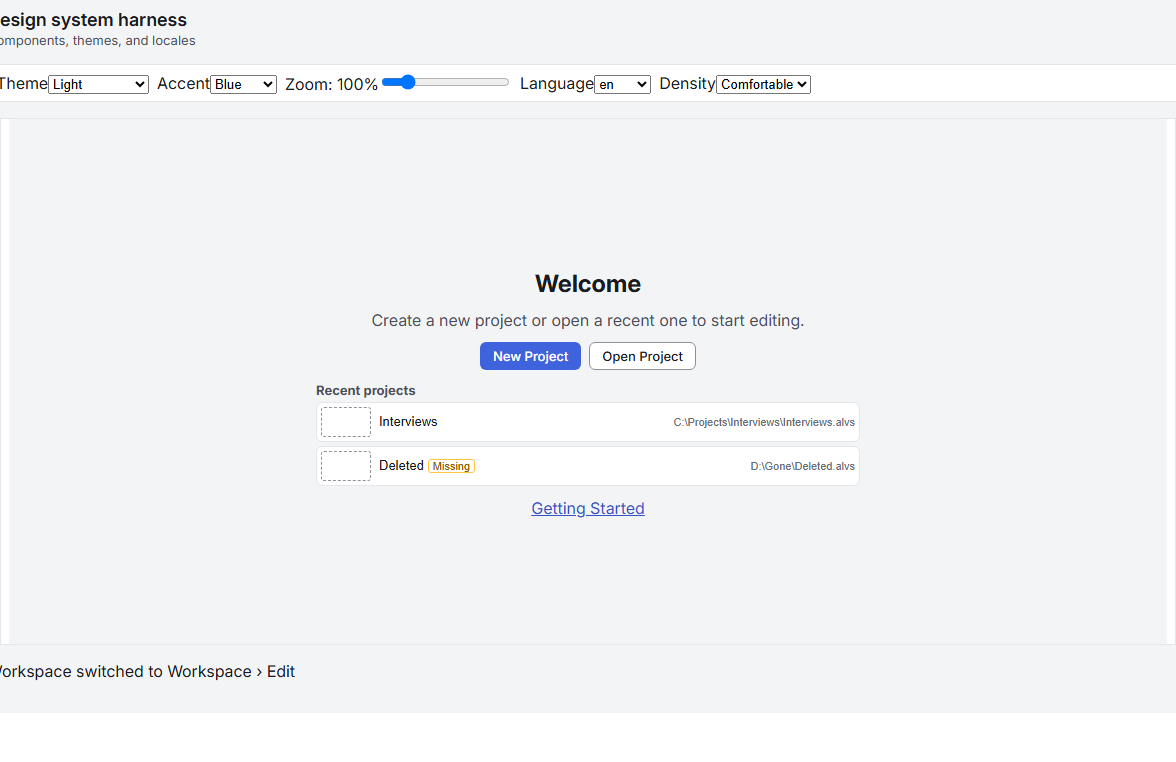 esign system harness
omponents, themes, and locales
Theme Light Accent Blue Zoom: 100% Language en Density Comfortable
Welcome
Create a new project or open a recent one to start editing.
New Project Open Project
Recent projects
Interviews C:\Projects\Interviews\Interviews.alvs
Deleted Missing D:\Gone\Deleted.alvs
Getting Started
orkspace switched to Workspace › Edit